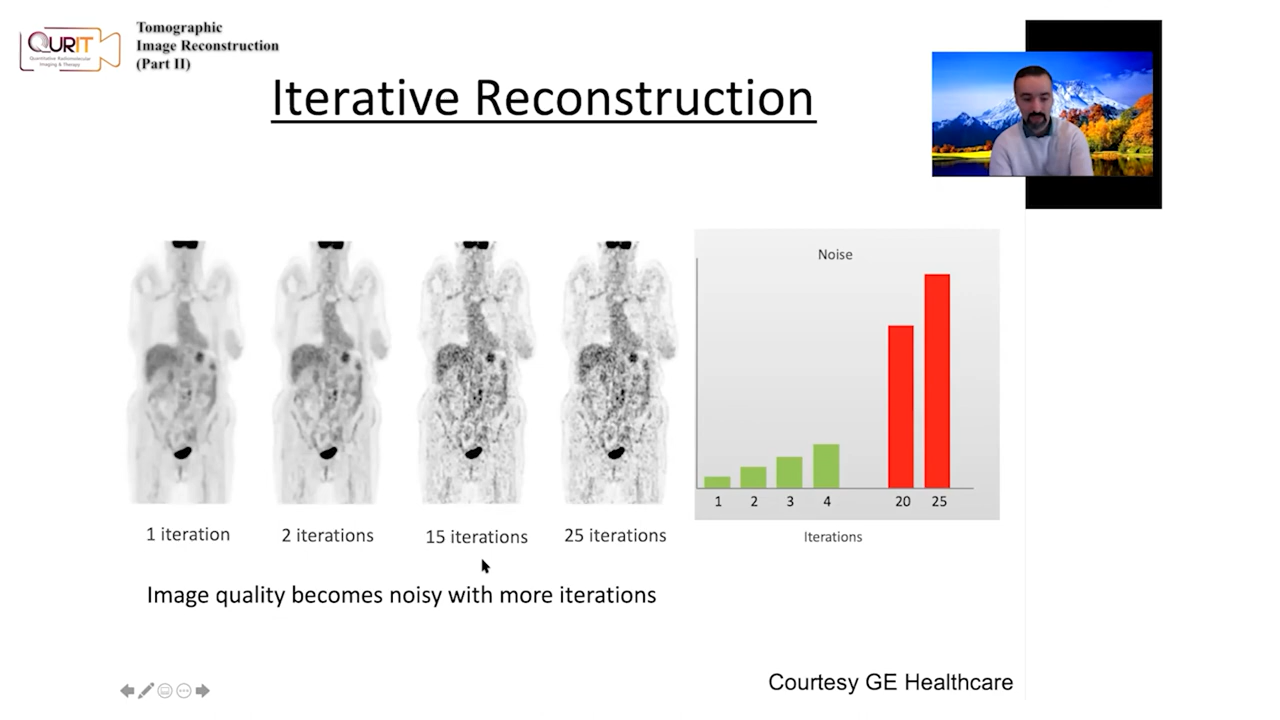 QURIT
Quantitative Radiomolecular
Imaging & Therapy
Tomographic
Image Reconstruction
(Part II)
Iterative Reconstruction
1 iteration
2 iterations
15 iterations
25 iterations
Noise
1 2 3 4 20 25
Iterations
Image quality becomes noisy with more iterations
Courtesy GE Healthcare